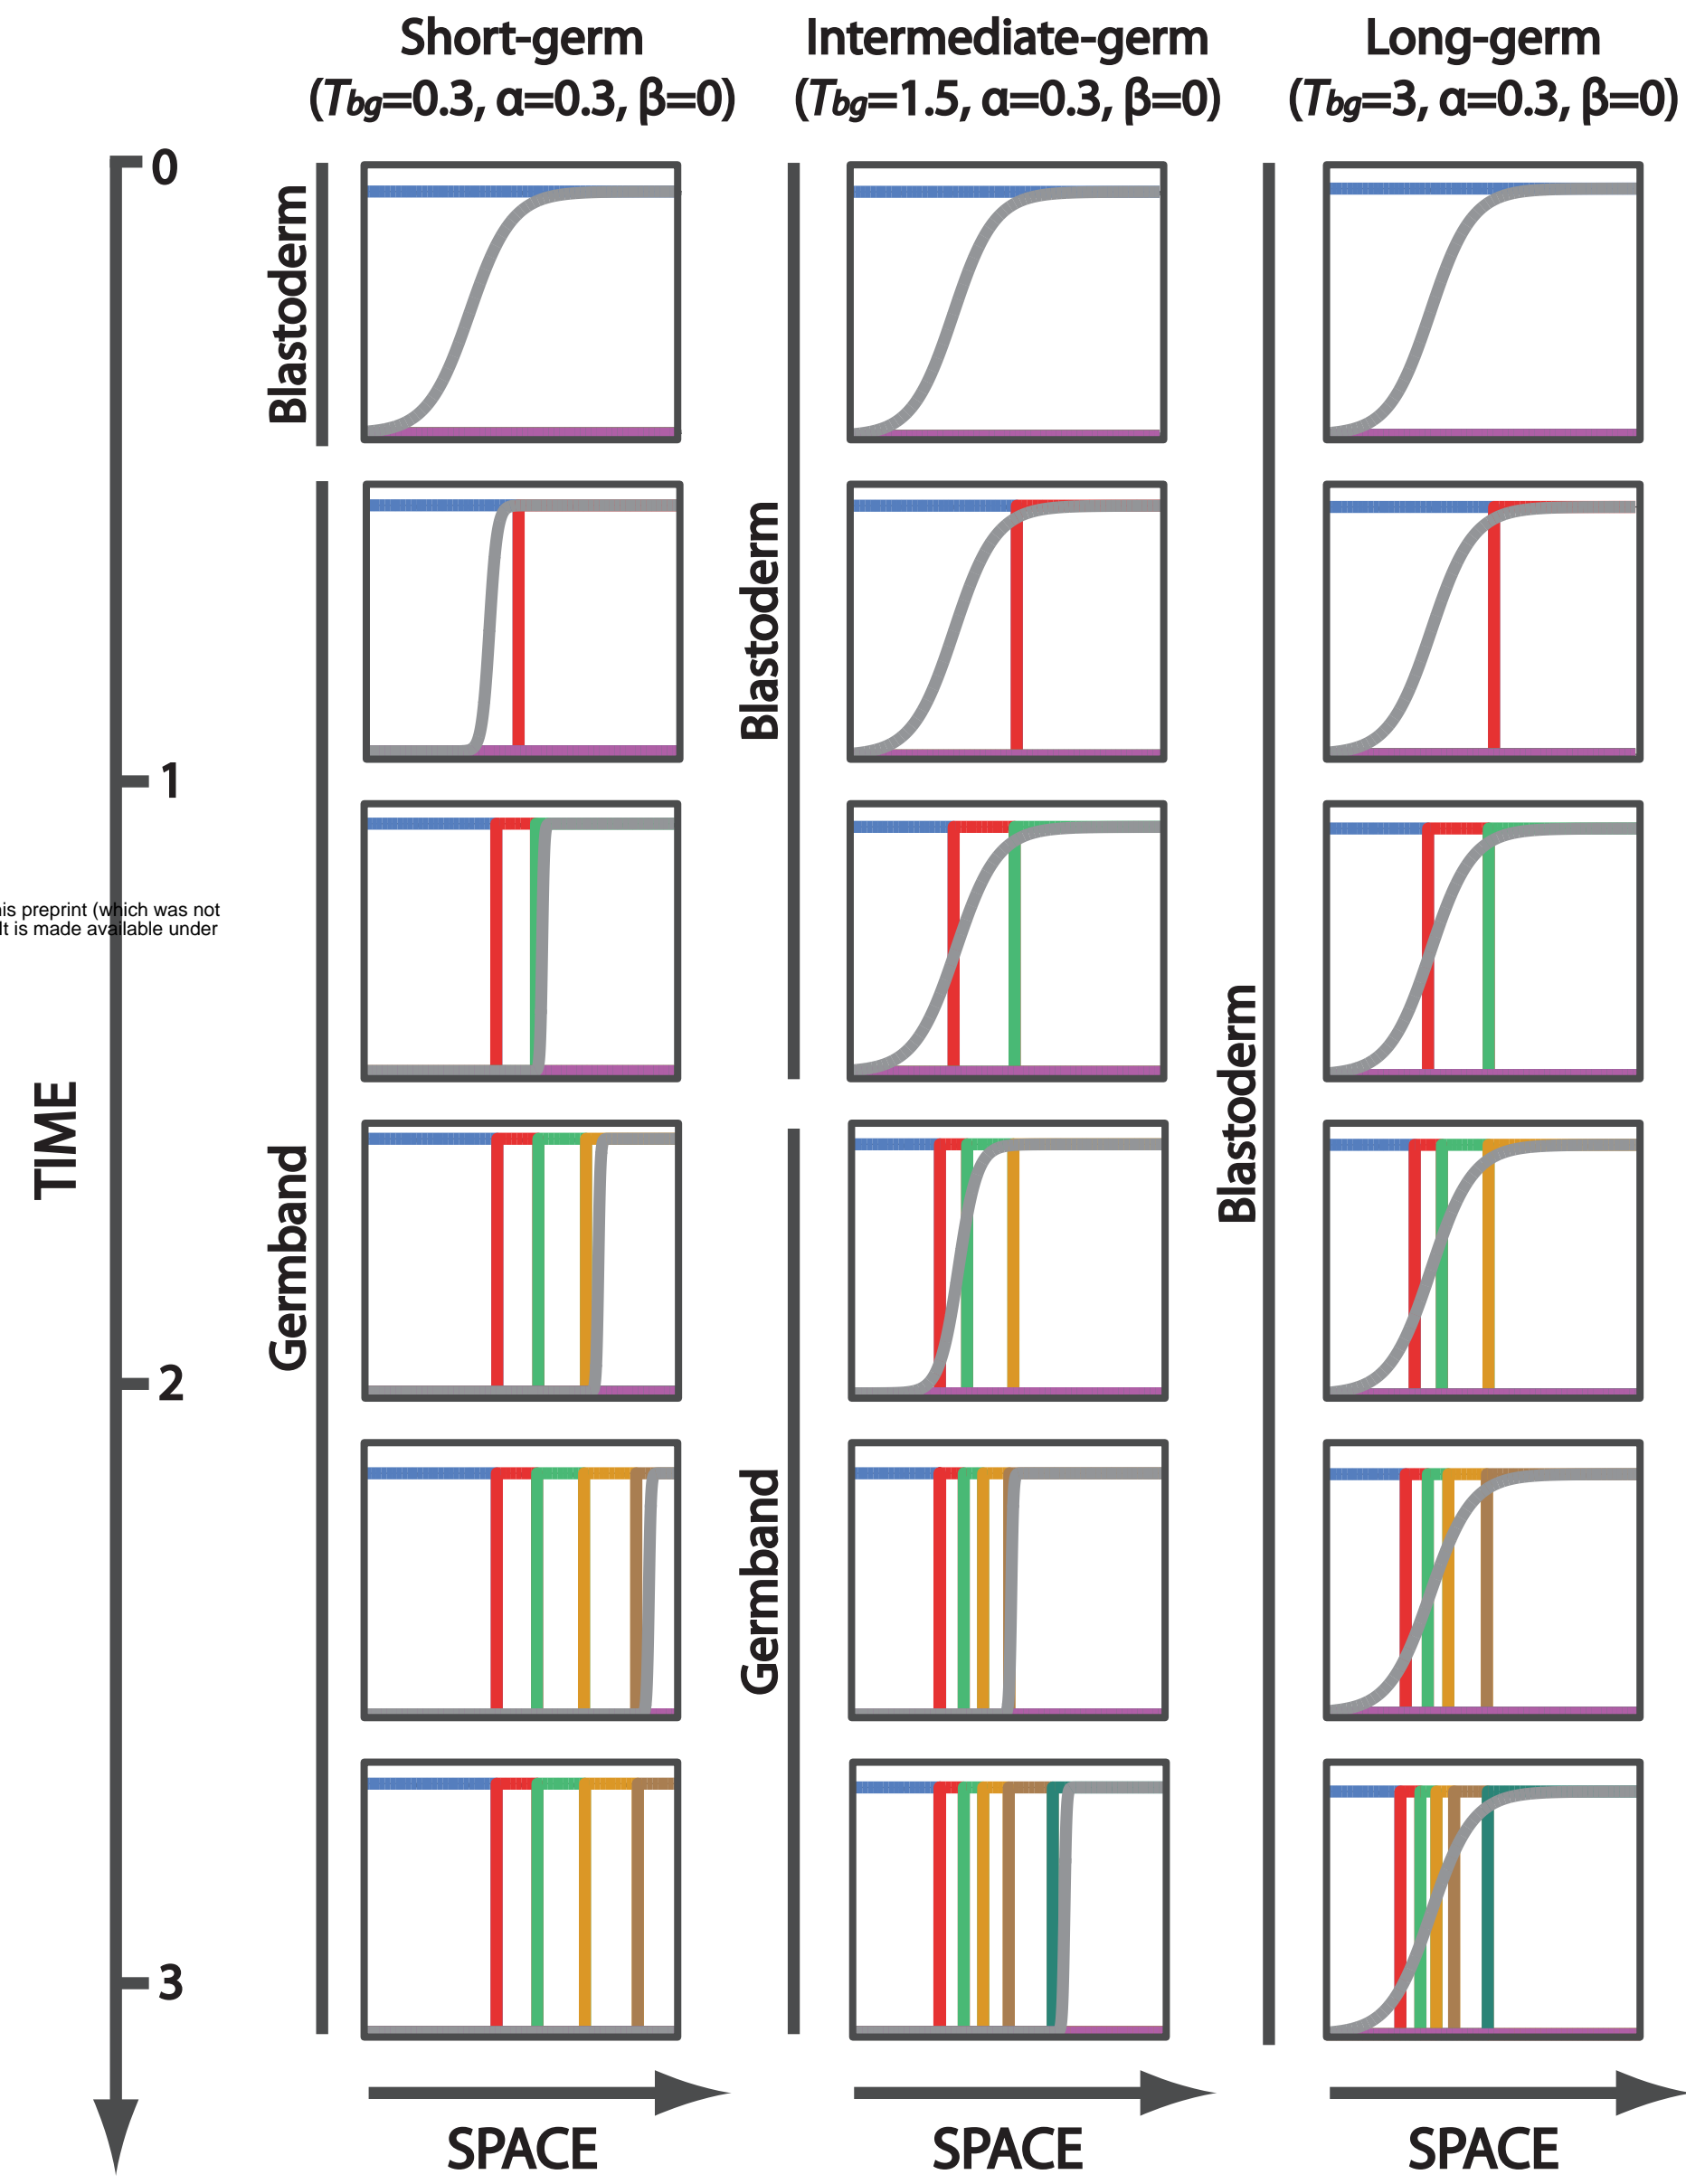 Short-germ
(Tbg=0.3, α=0.3, β=0)
Intermediate-germ
(Tbg=1.5, α=0.3, β=0)
Long-germ
(Tbg=3, α=0.3, β=0)
TIME
0
1
2
3
Blastoderm
Germband
Blastoderm
Germband
Blastoderm
this preprint (which was not
It is made available under
SPACE
SPACE
SPACE